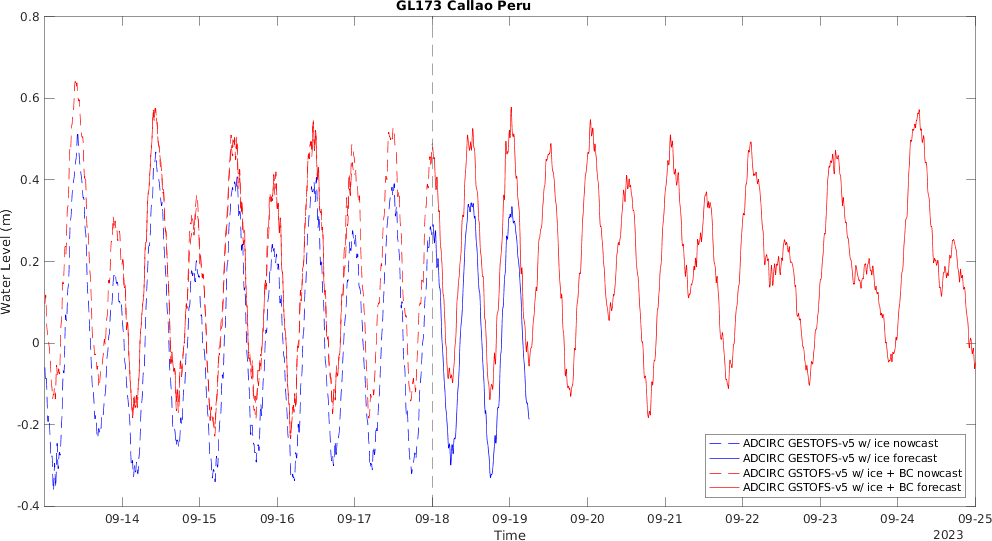 GL173 Callao Peru
Water Level (m)
0.8
0.6
0.4
0.2
0
-0.2
-0.4
ADCIRC GESTOFS-v5 w/ ice nowcast
ADCIRC GESTOFS-v5 w/ ice forecast
ADCIRC GSTOFS-v5 w/ ice + BC nowcast
ADCIRC GSTOFS-v5 w/ ice + BC forecast
09-14 09-15 09-16 09-17 09-18 09-19 09-20 09-21 09-22 09-23 09-24 09-25
Time
2023